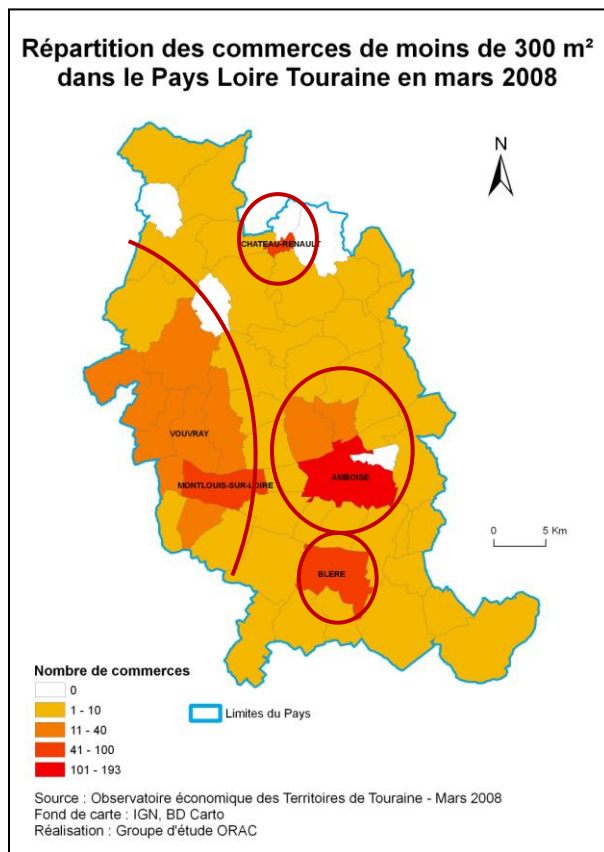 Répartition des commerces de moins de 300 m²
dans le Pays Loire Touraine en mars 2008
N
CHATEAU-RENAULT
VOUVRAY
MONTLOUIS-SUR-LOIRE
AMBOISE
0 5 Km
BLERE
Nombre de commerces
0
1 - 10
Limites du Pays
11 - 40
41 - 100
101 - 193
Source : Observatoire économique des Territoires de Touraine - Mars 2008
Fond de carte : IGN, BD Carto
Réalisation : Groupe d'étude ORAC